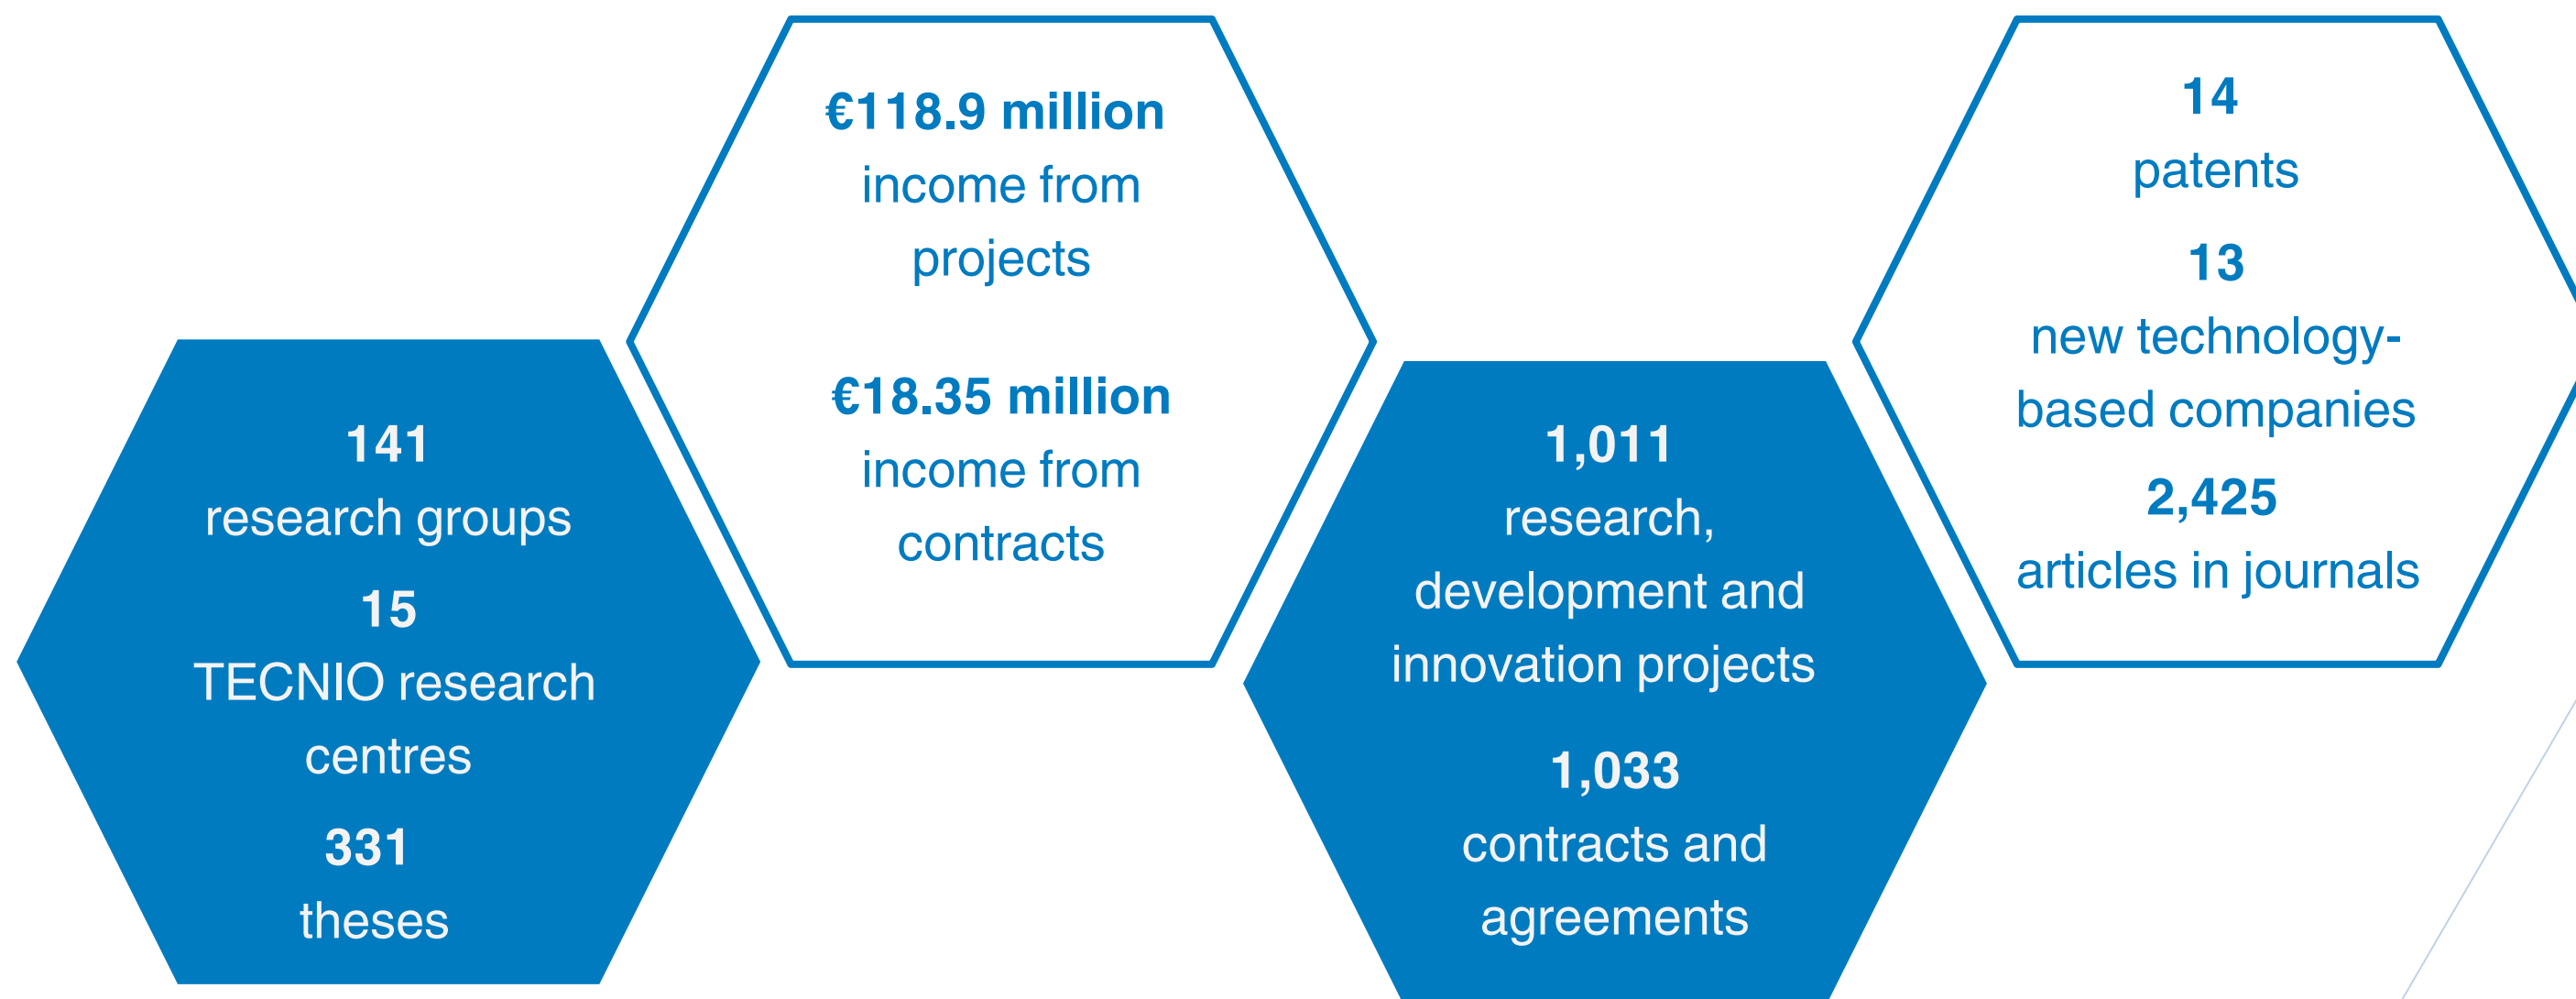 141
research groups
15
TECNIO research
centres
331
theses
€118.9 million
income from
projects
€18.35 million
income from
contracts
1,011
research,
development and
innovation projects
1,033
contracts and
agreements
14
patents
13
new technology-
based companies
2,425
articles in journals